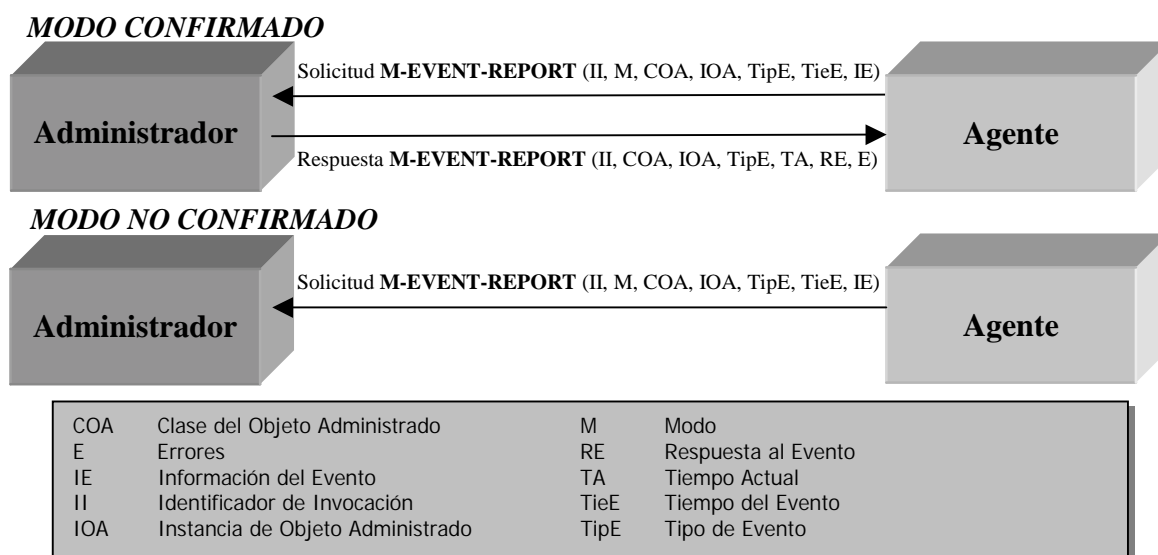 MODO CONFIRMADO
Solicitud M-EVENT-REPORT (II, M, COA, IOA, TipE, TieE, IE)
Administrador
Agente
Respuesta M-EVENT-REPORT (II, COA, IOA, TipE, TA, RE, E)
MODO NO CONFIRMADO
Solicitud M-EVENT-REPORT (II, M, COA, IOA, TipE, TieE, IE)
Administrador
Agente
COA Clase del Objeto Administrado M Modo
E Errores RE Respuesta al Evento
IE Información del Evento TA Tiempo Actual
II Identificador de Invocación TieE Tiempo del Evento
IOA Instancia de Objeto Administrado TipE Tipo de Evento